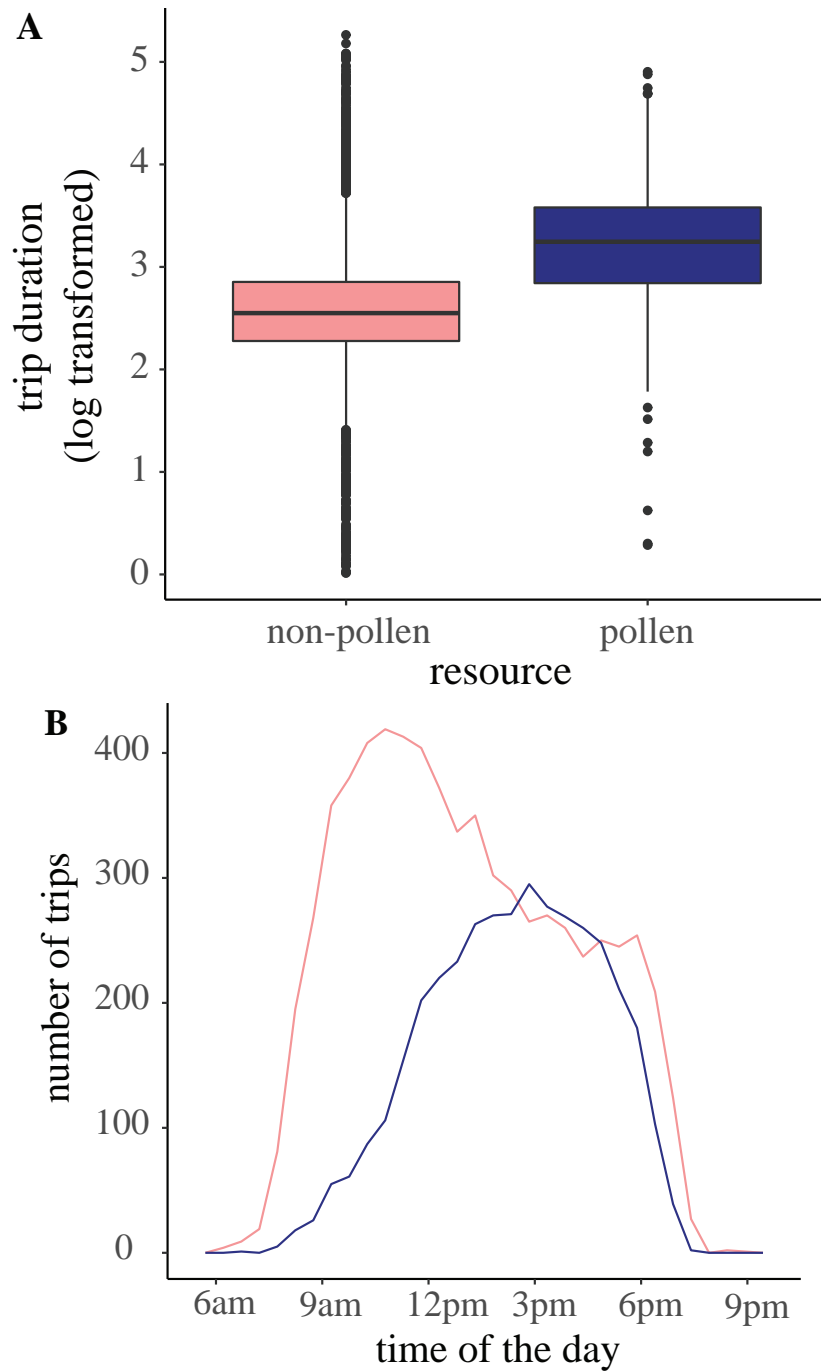 A
5
4
3
2
1
0
trip duration
(log transformed)
non-pollen pollen
resource
B
400
300
200
100
0
number of trips
6am 9am 12pm 3pm 6pm 9pm
time of the day